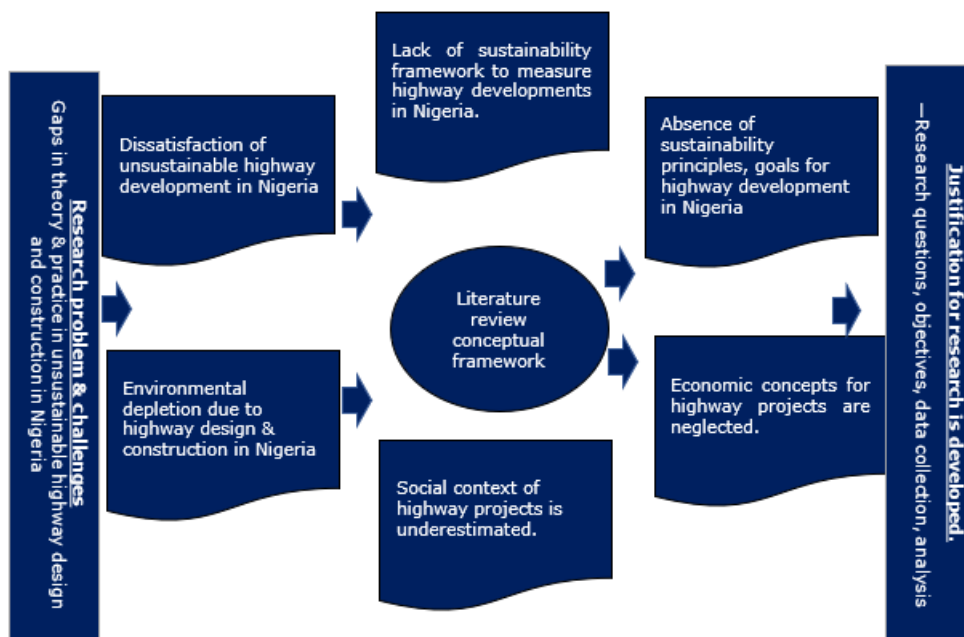 Research problem & challenges
Gaps in theory & practice in unsustainable highway design
and construction in Nigeria
Dissatisfaction of
unsustainable highway
development in Nigeria
Environmental
depletion due to
highway design &
construction in Nigeria
Lack of sustainability
framework to measure
highway developments
in Nigeria.
Literature
review
conceptual
framework
Social context of
highway projects is
underestimated.
Absence of
sustainability
principles, goals for
highway development
in Nigeria
Economic concepts for
highway projects are
neglected.
Justification for research is developed.
—Research questions, objectives, data collection, analysis